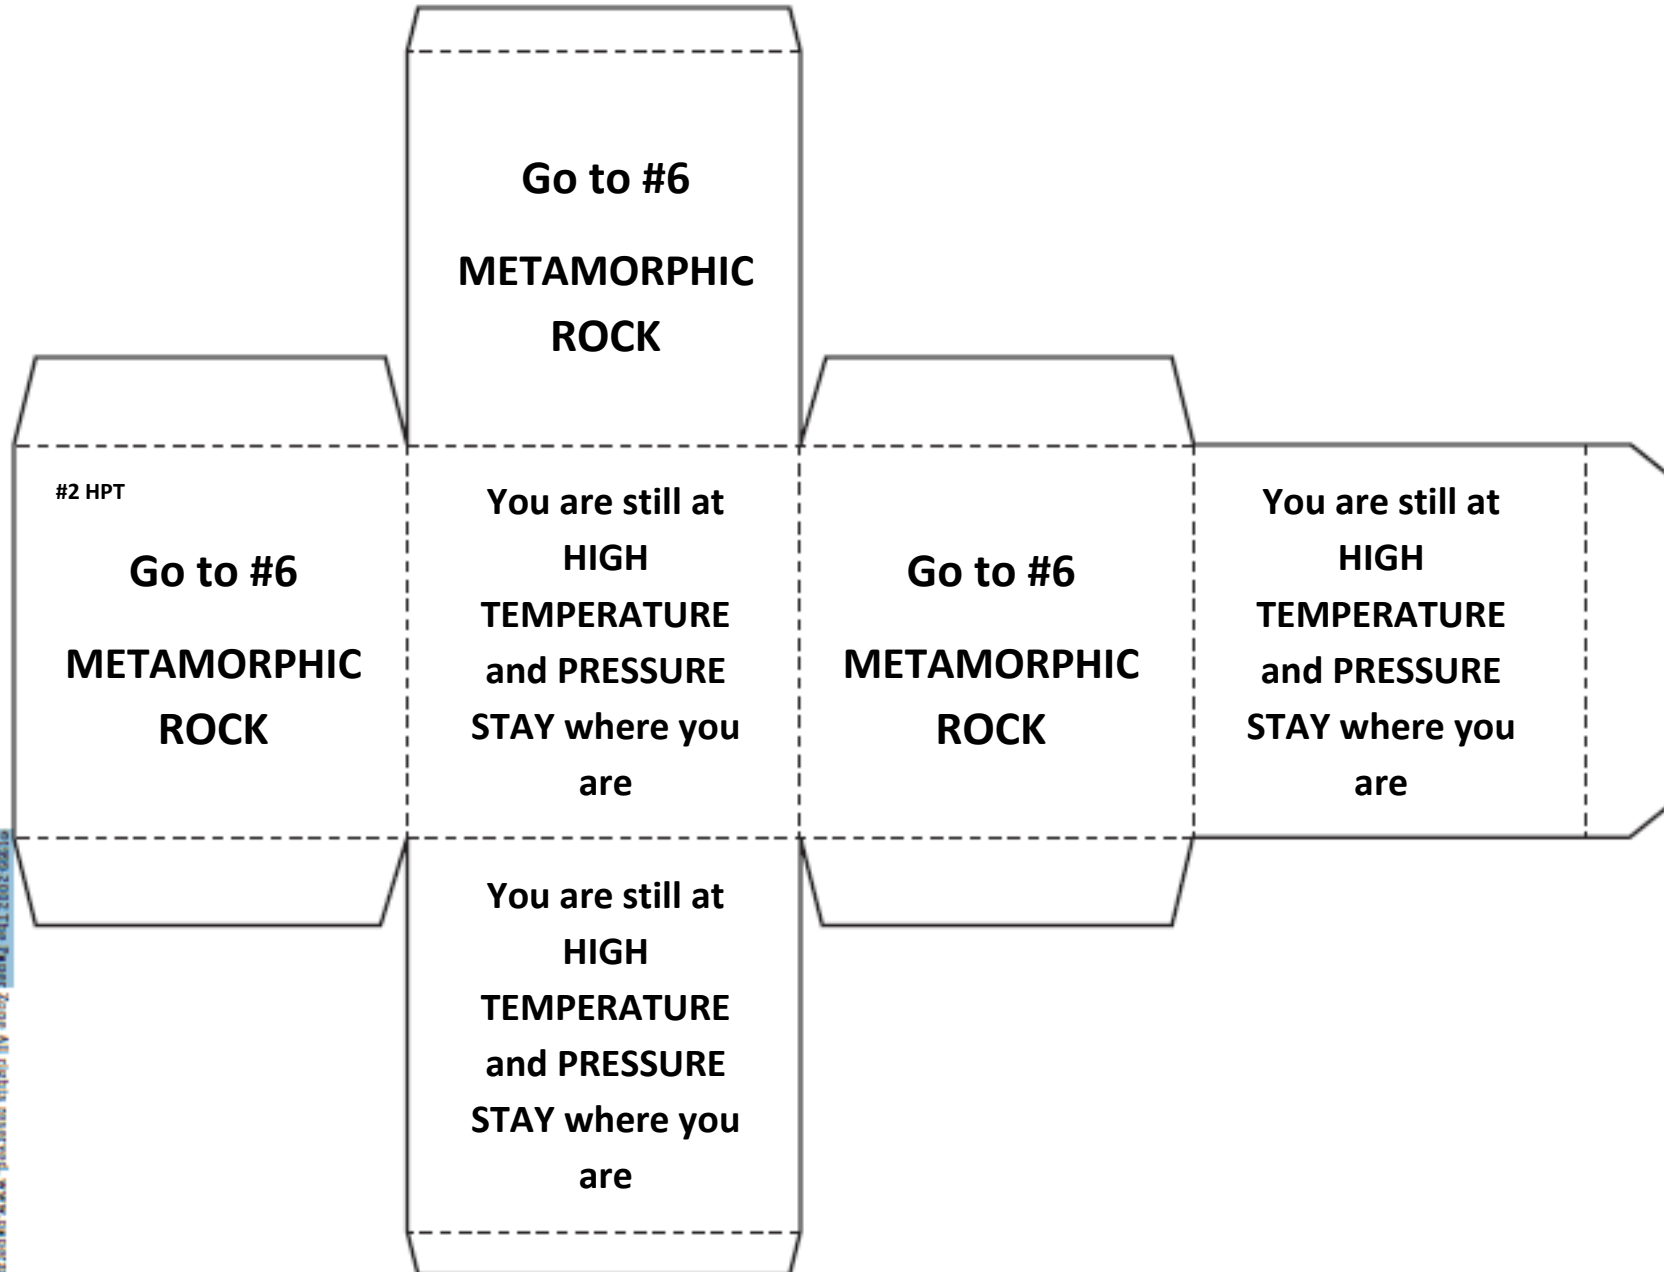 Go to #6
METAMORPHIC
ROCK
#2 HPT
Go to #6
METAMORPHIC
ROCK
You are still at
HIGH
TEMPERATURE
and PRESSURE
STAY where you
are
Go to #6
METAMORPHIC
ROCK
You are still at
HIGH
TEMPERATURE
and PRESSURE
STAY where you
are
You are still at
HIGH
TEMPERATURE
and PRESSURE
STAY where you
are